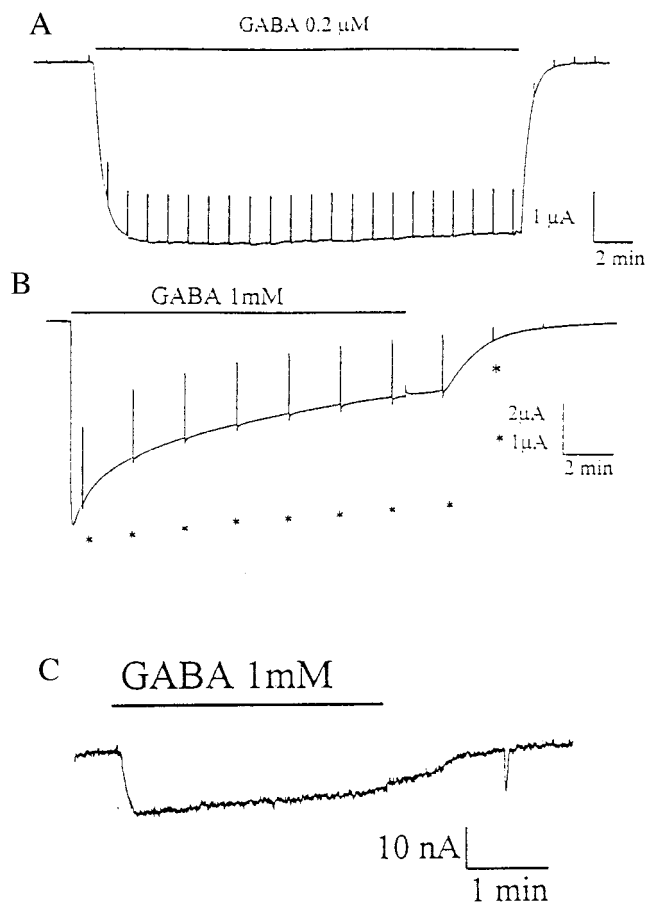 A
GABA 0.2 µM
1 µA
2 min
B
GABA 1mM
*
2µA
* 1µA
2 min
* * * * * * * *
C
GABA 1mM
10 nA
1 min